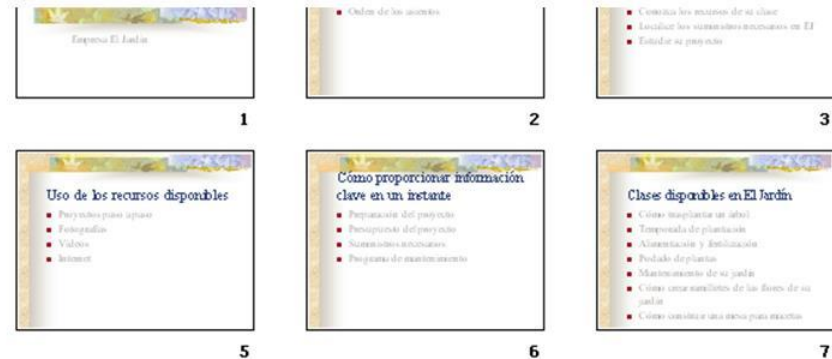 Empresa El Jardín
Orden de los asientos
Conozca los recursos de su clase
Localice los suministros necesarios en El
Estudie su proyecto
1
2
3
Uso de los recursos disponibles
Proyectos paso a paso
Fotografías
Vídeos
Internet
Cómo proporcionar información
clave en un instante
Preparación del proyecto
Presupuesto del proyecto
Suministros necesarios
Programa de mantenimiento
Clases disponibles en El Jardín
Cómo trasplantar un árbol
Temporada de plantación
Alimentación y fertilización
Podado de plantas
Mantenimiento de su jardín
Cómo crear ramilletes de las flores de su
jardín
Cómo construir una mesa para macetas
5
6
7